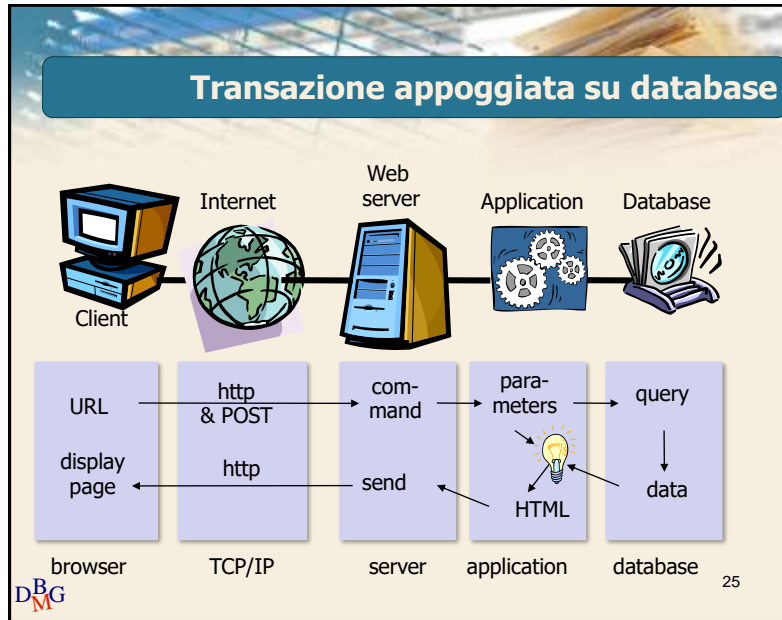 Transazione appoggiata su database
Client
Internet
Web
server
Application
Database
URL
http
& POST
com-
mand
para-
meters
query
display
page
http
send
HTML
data
browser
TCP/IP
server
application
database
DBMG
25